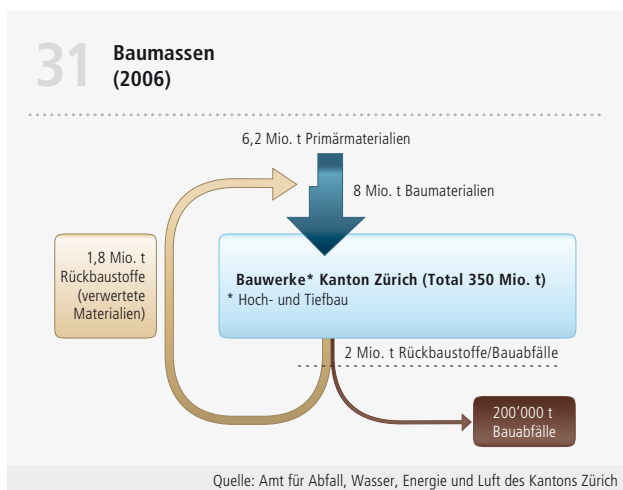 31
Baumassen
(2006)
6,2 Mio. t Primärmaterialien
8 Mio. t Baumaterialien
1,8 Mio. t
Rückbaustoffe
(verwertete
Materialien)
Bauwerke* Kanton Zürich (Total 350 Mio. t)
* Hoch- und Tiefbau
2 Mio. t Rückbaustoffe/Bauabfälle
200’000 t
Bauabfälle
Quelle: Amt für Abfall, Wasser, Energie und Luft des Kantons Zürich